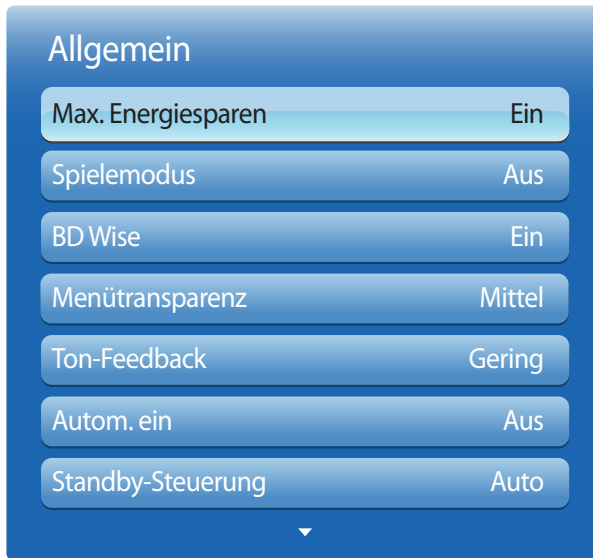 Allgemein
Max. Energiesparen Ein
Spielemodus Aus
BD Wise Ein
Menütransparenz Mittel
Ton-Feedback Gering
Autom. ein Aus
Standby-Steuerung Auto